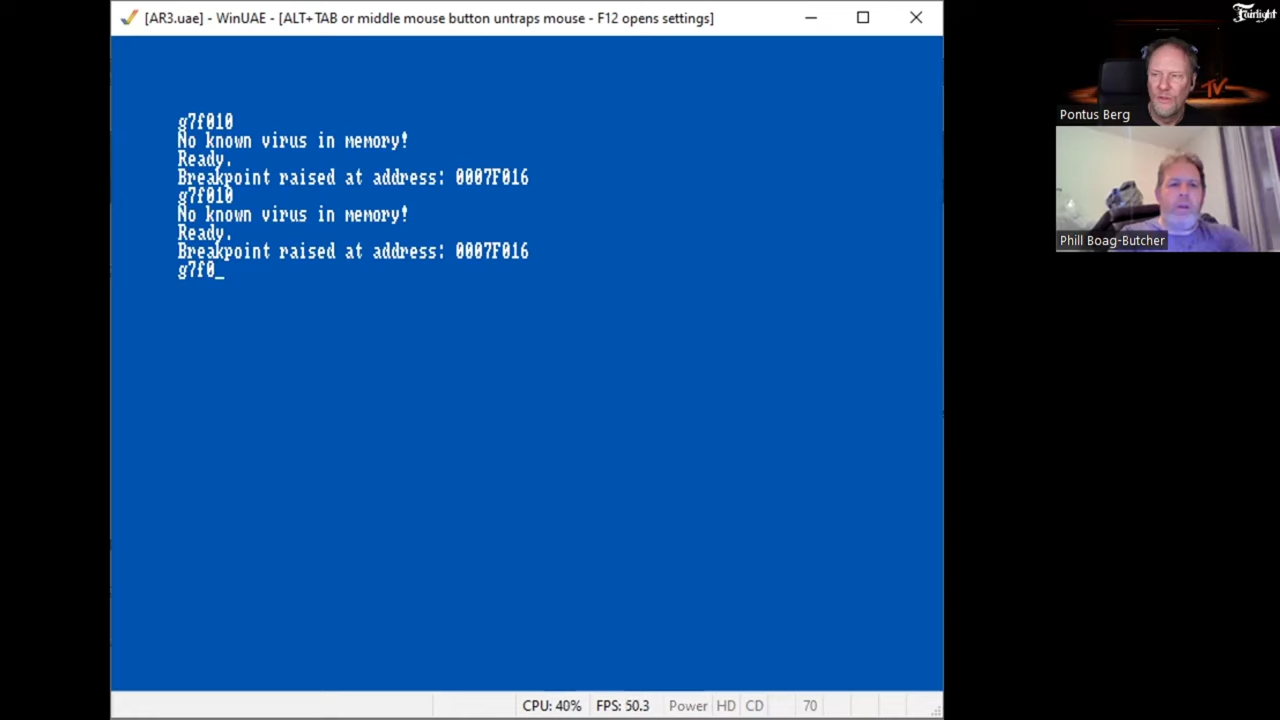 [AR3.uae] - WinUAE - [ALT+TAB or middle mouse button untraps mouse - F12 opens settings]
g7f010
No known virus in memory!
Ready.
Breakpoint raised at address: 0007F016
g7f010
No known virus in memory!
Ready.
Breakpoint raised at address: 0007F016
g7f0_
CPU: 40% FPS: 50.3 Power HD CD 70
Fairlight
TV
Pontus Berg
Phill Boag-Butcher